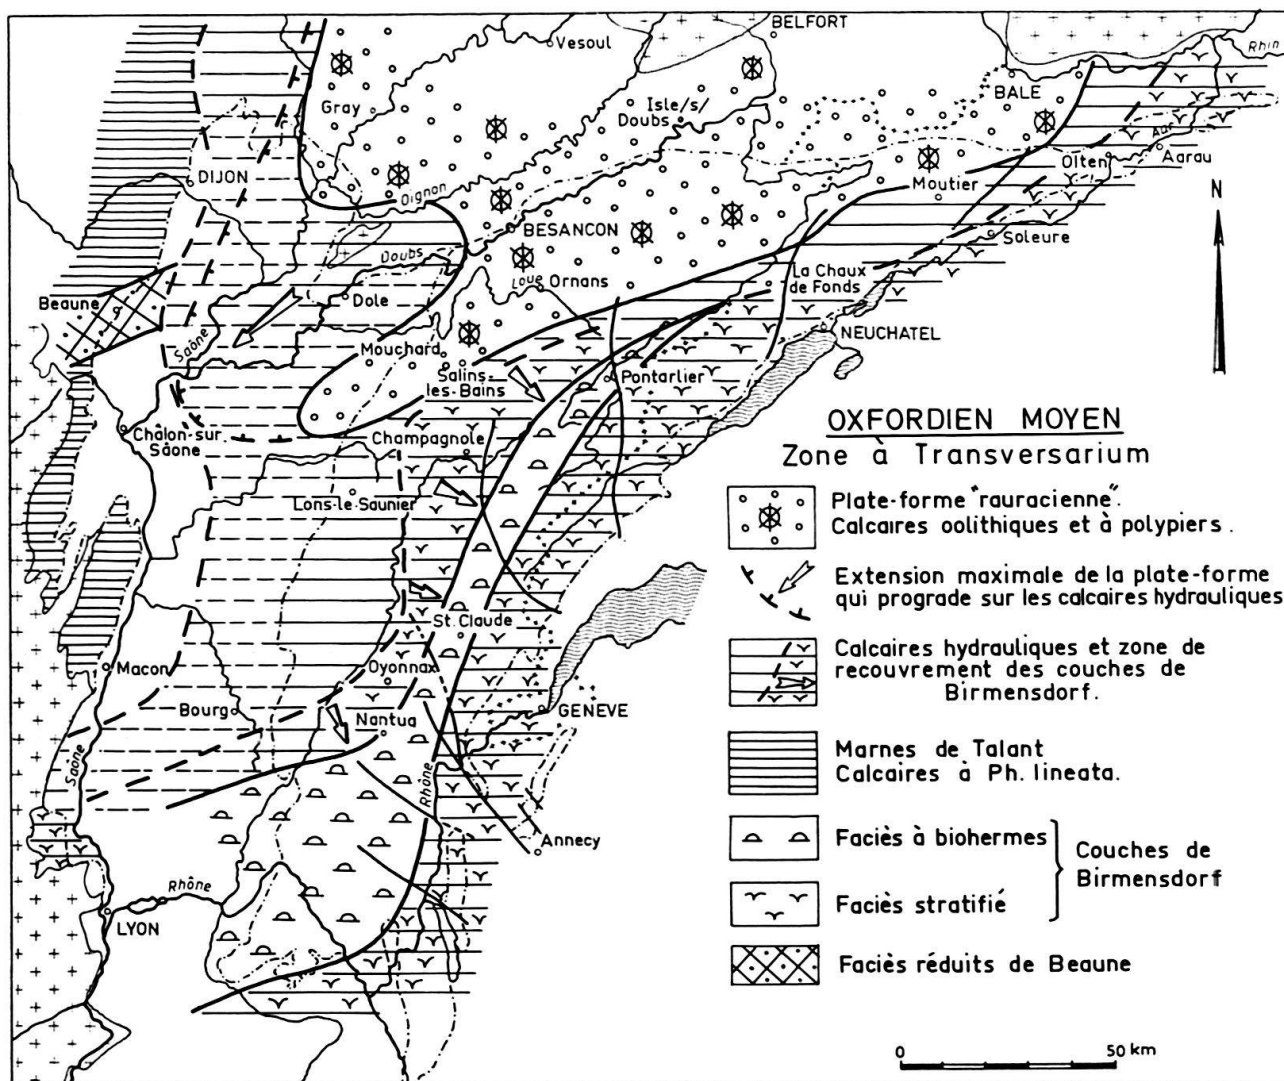 BELFORT
Vesoul
Rhin
Gray
Isle/s/
Doubs
BALE
DIJON
Oignon
Olten
Aar
Aarau
Moutier
BESANCON
Soleure
Doubs
Loue
Ornans
La Chaux
de Fonds
Beaune
Dole
Saône
NEUCHATEL
Mouchard
Salins-
les-Bains
Pontarlier
Châlon-sur
Sâone
Champagnole
Lons-le-Saunier
St. Claude
Macon
Oyonnax
Bourg
Nantua
GENEVE
Saône
Rhône
Annecy
Rhône
LYON
N
OXFORDIEN MOYEN
Zone à Transversarium
Plate-forme "rauracienne".
Calcaires oolithiques et à polypiers.
Extension maximale de la plate-forme
qui prograde sur les calcaires hydrauliques
Calcaires hydrauliques et zone de
recouvrement des couches de
Birmensdorf.
Marnes de Talant
Calcaires à Ph. lineata.
Faciès à biohermes
Couches de
Birmensdorf
Faciès stratifié
Faciès réduits de Beaune
0 50 km